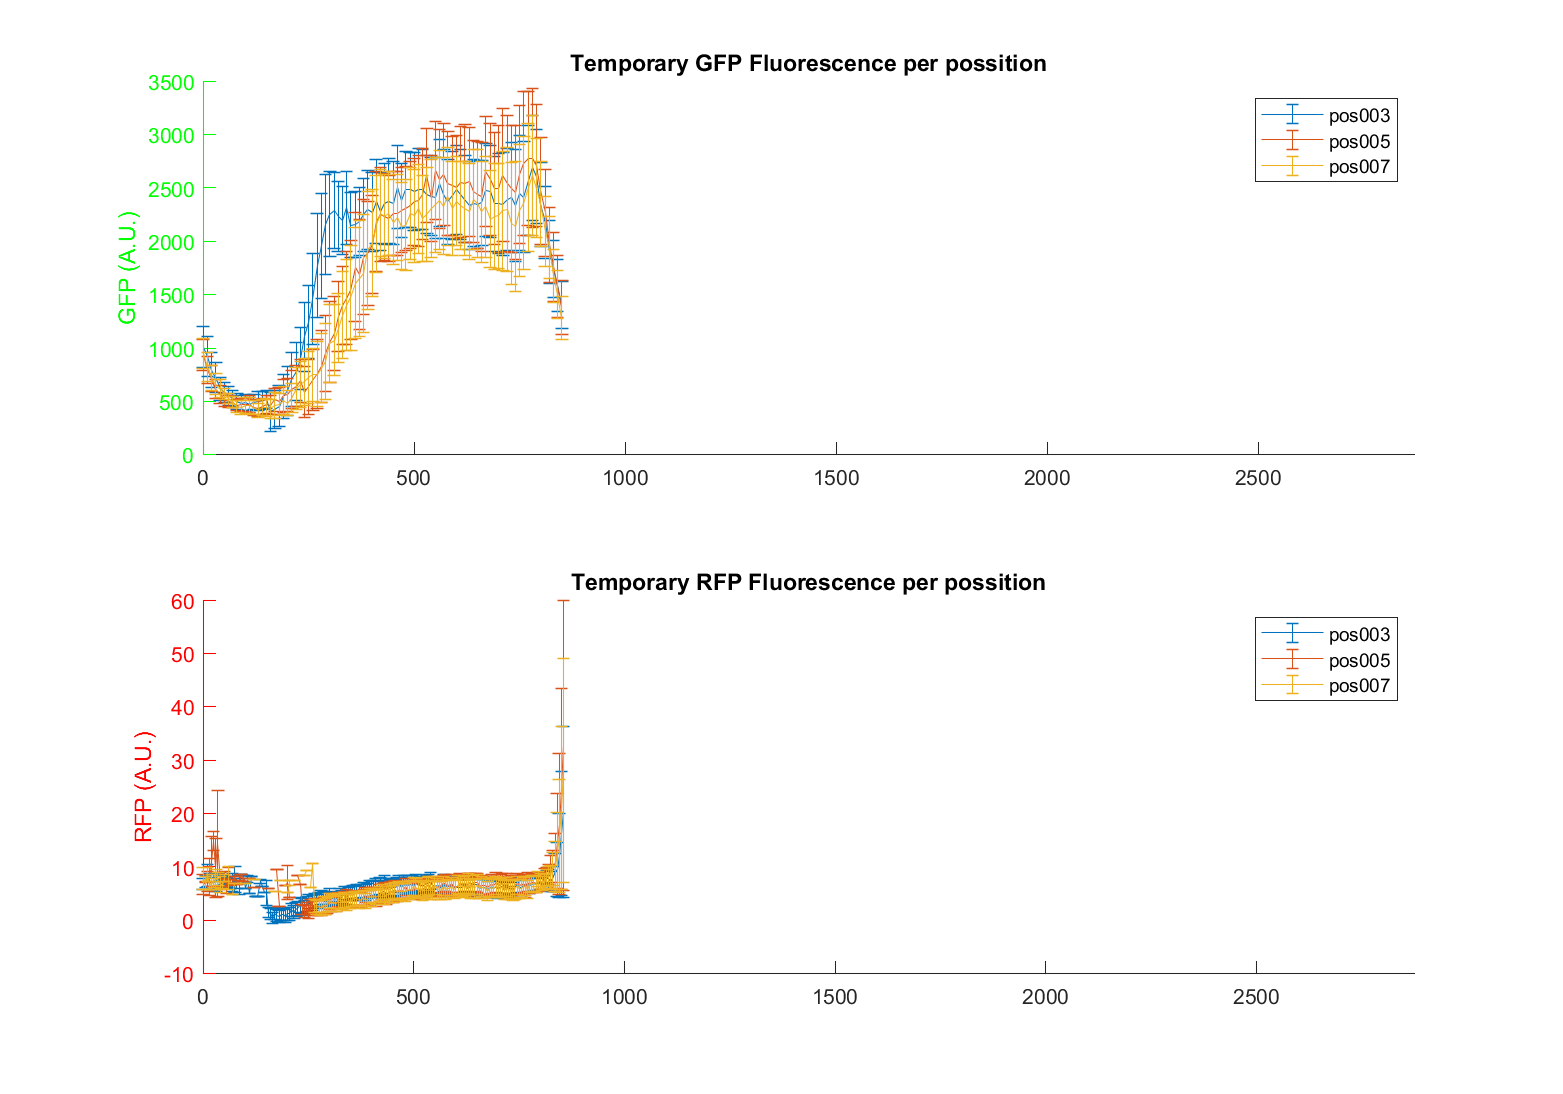 Temporary GFP Fluorescence per possition
3500
3000
2500
2000
1500
1000
500
0
GFP (A.U.)
0 500 1000 1500 2000 2500
pos003
pos005
pos007
Temporary RFP Fluorescence per possition
60
50
40
30
20
10
0
-10
RFP (A.U.)
0 500 1000 1500 2000 2500
pos003
pos005
pos007